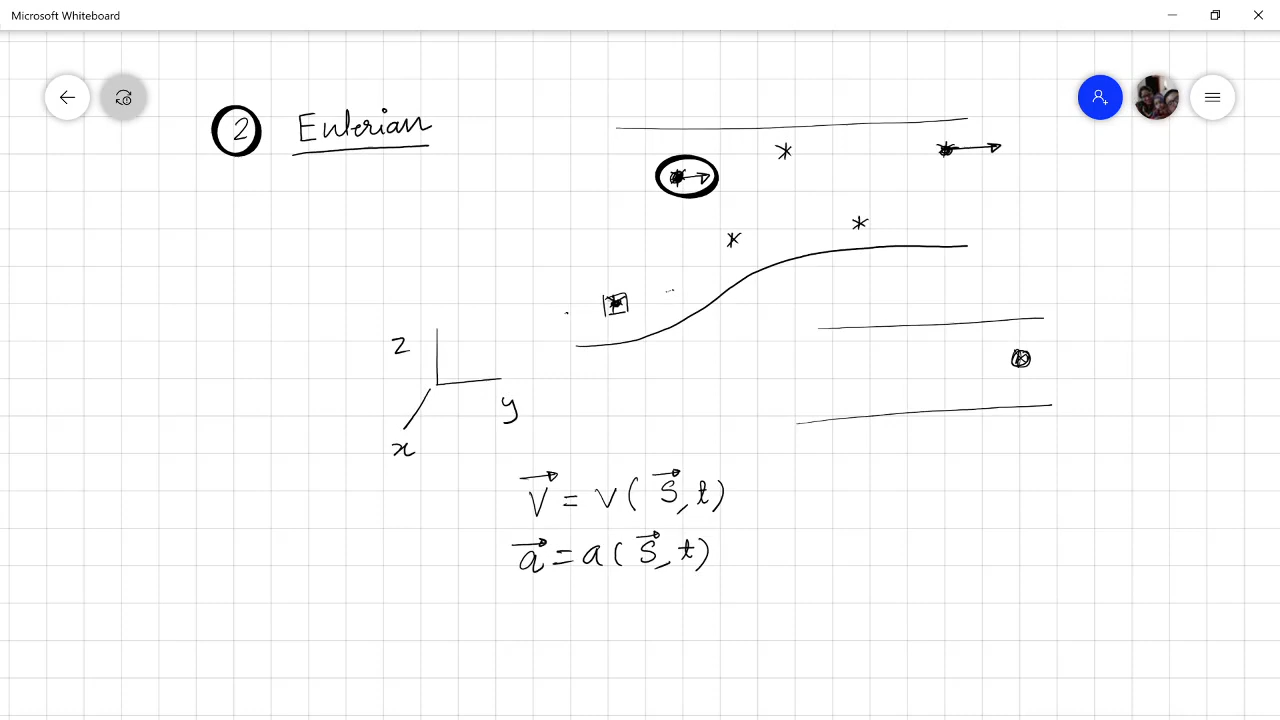 Microsoft Whiteboard
2 Eulerian
z
y
x
V = V(S, t)
a = a(S, t)